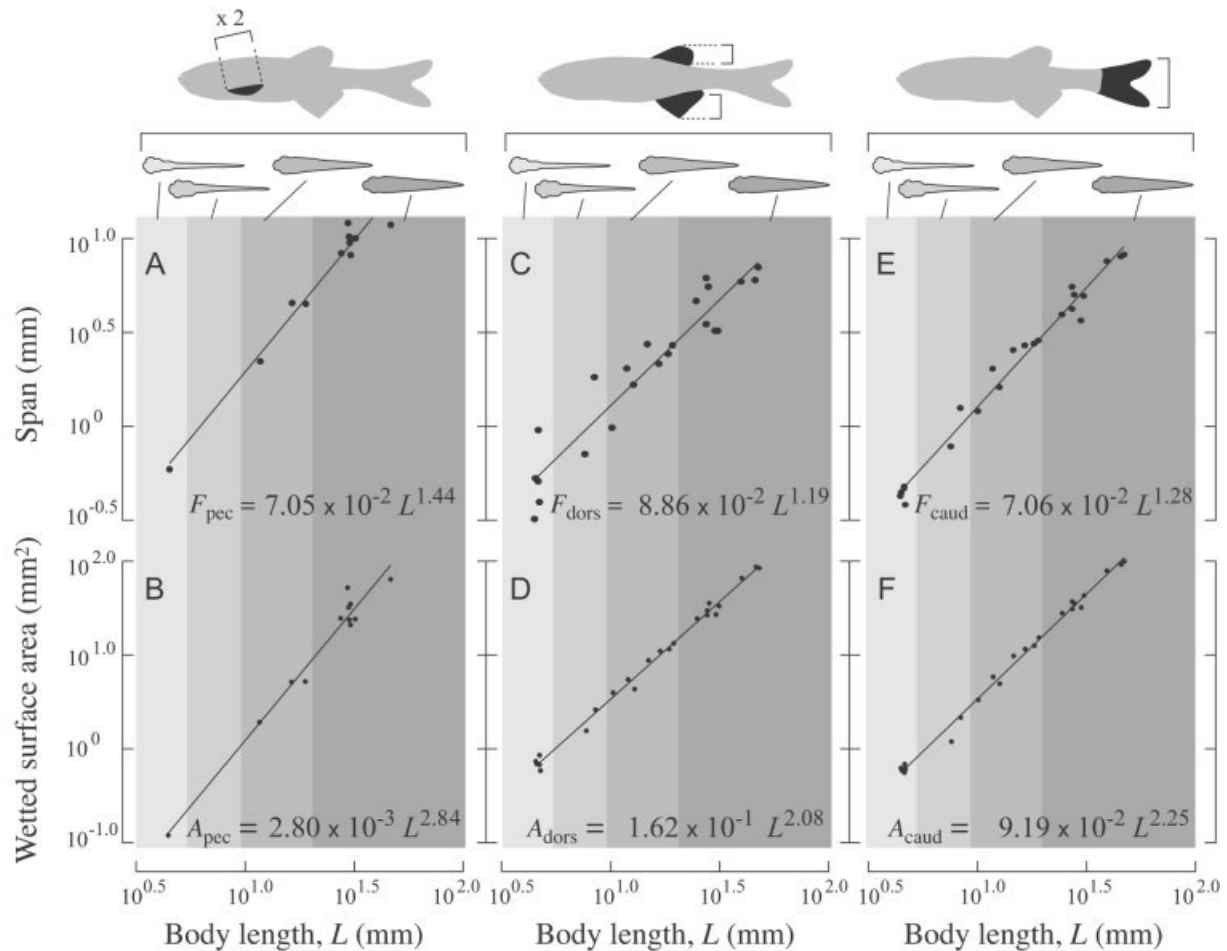 x 2
A
C
E
Span (mm)
10^1.0
10^0.5
10^0
10^-0.5
F_pec = 7.05 x 10^-2 L^1.44
F_dors = 8.86 x 10^-2 L^1.19
F_caud = 7.06 x 10^-2 L^1.28
B
D
F
Wetted surface area (mm²)
10^2.0
10^1.0
10^0
10^-1.0
A_pec = 2.80 x 10^-3 L^2.84
A_dors = 1.62 x 10^-1 L^2.08
A_caud = 9.19 x 10^-2 L^2.25
10^0.5 10^1.0 10^1.5 10^2.0
10^0.5 10^1.0 10^1.5 10^2.0
10^0.5 10^1.0 10^1.5 10^2.0
Body length, L (mm)
Body length, L (mm)
Body length, L (mm)